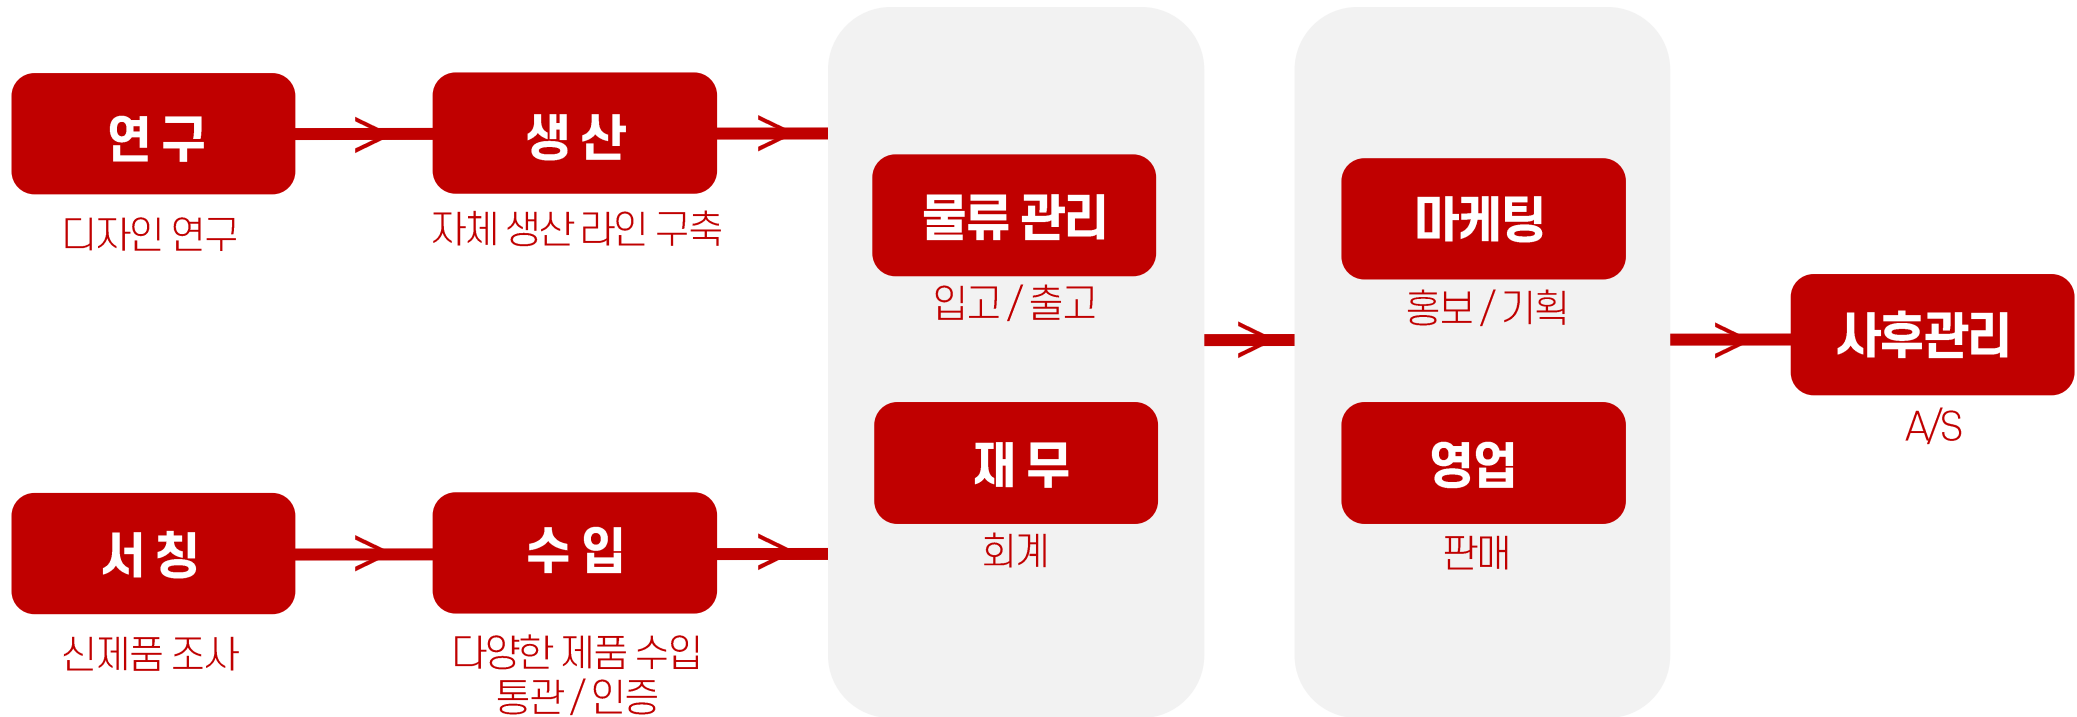 연 구
디자인 연구
생 산
자체 생산 라인 구축
서 칭
신제품 조사
수 입
다양한 제품 수입
통관 / 인증
물류 관리
입고 / 출고
재 무
회계
마케팅
홍보 / 기획
영업
판매
사후관리
A/S